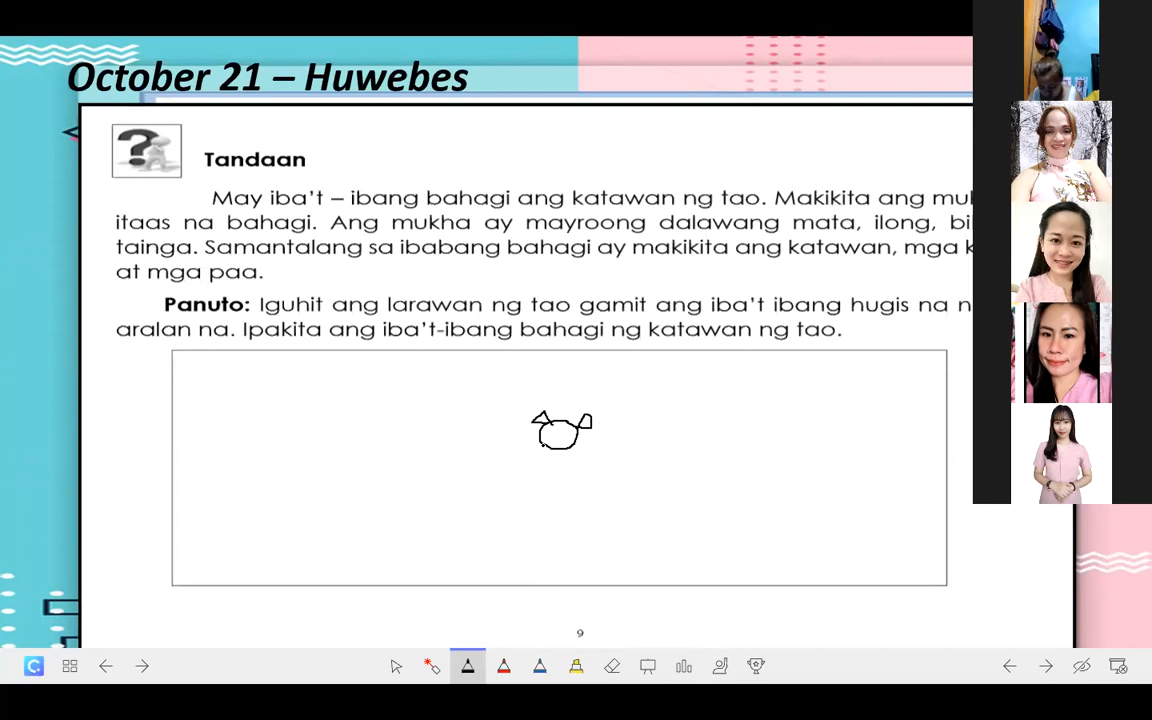 October 21 – Huwebes
Tandaan
May iba't – ibang bahagi ang katawan ng tao. Makikita ang
itaas na bahagi. Ang mukha ay mayroong dalawang mata, ilong,
tainga. Samantalang sa ibabang bahagi ay makikita ang katawan, mga
at mga paa.
Panuto: Iguhit ang larawan ng tao gamit ang iba't ibang hugis na
aralan na. Ipakita ang iba't-ibang bahagi ng katawan ng tao.
9